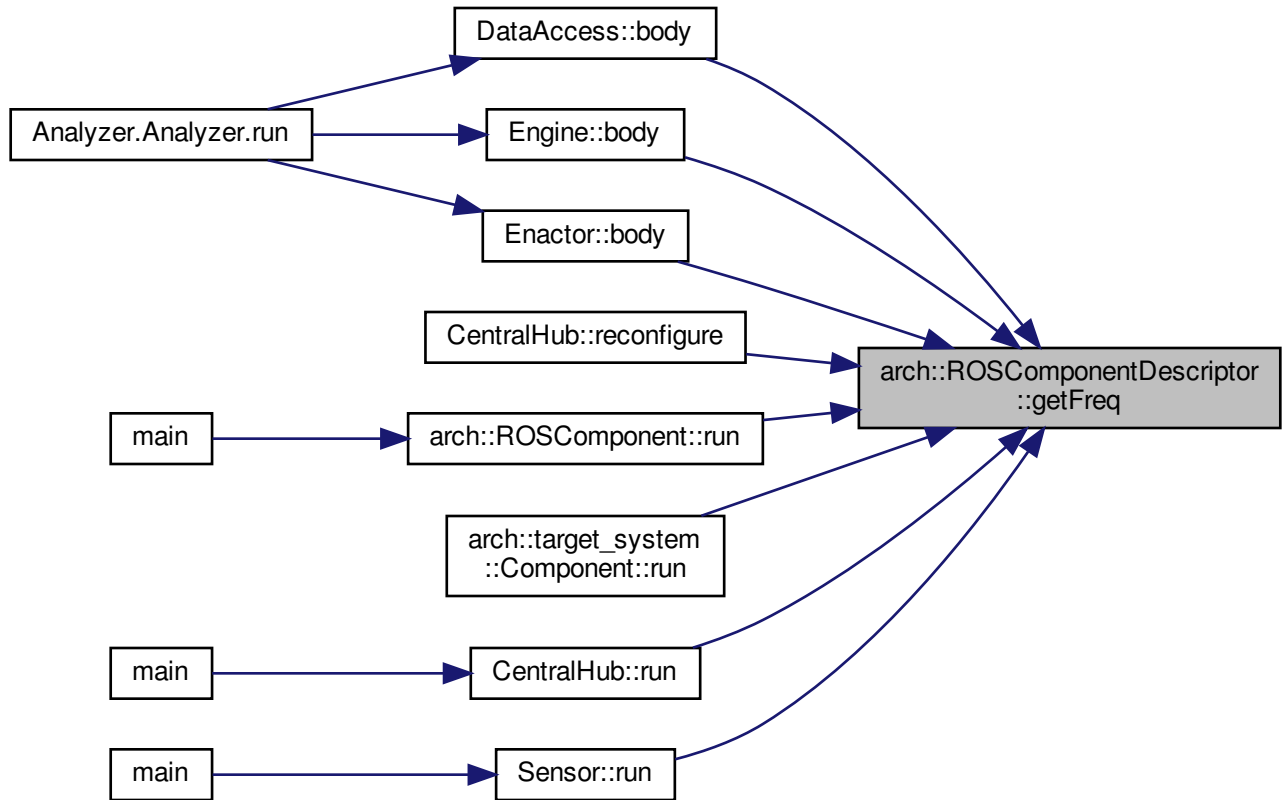 DataAccess::body
Analyzer.Analyzer.run
Engine::body
Enactor::body
CentralHub::reconfigure
arch::ROSComponentDescriptor
::getFreq
main
arch::ROSComponent::run
arch::target_system
::Component::run
main
CentralHub::run
main
Sensor::run